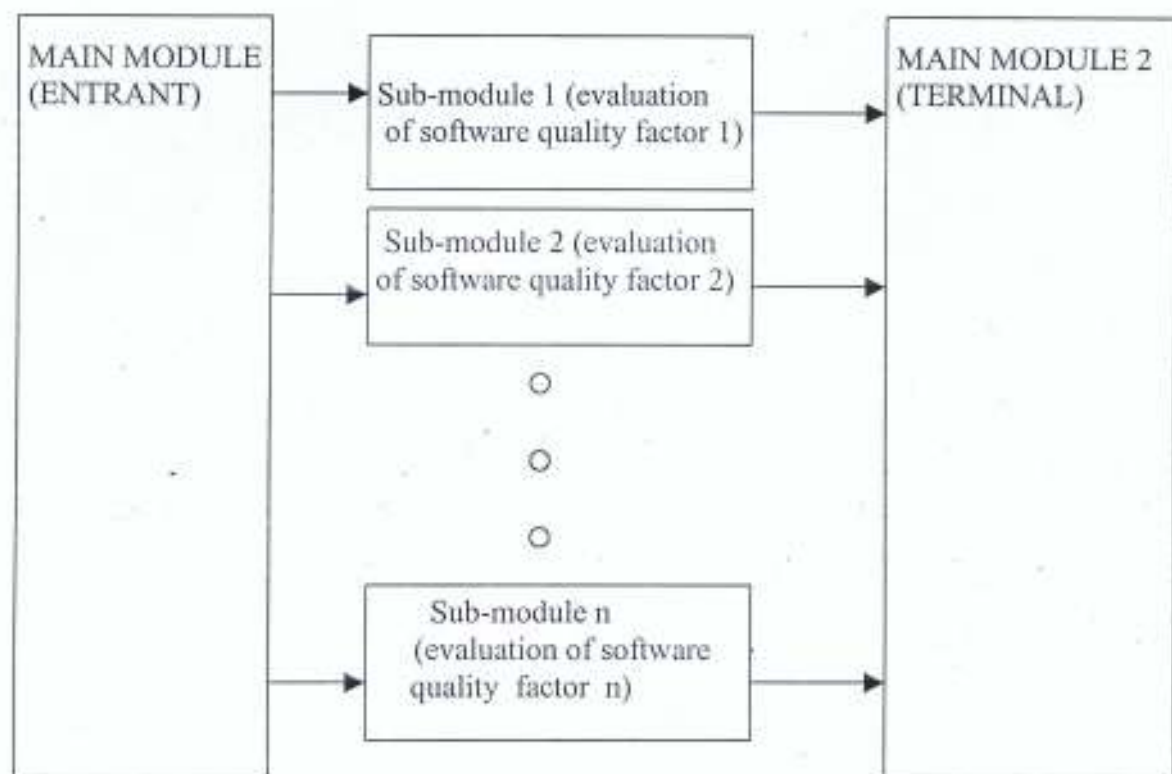 MAIN MODULE
(ENTRANT)
Sub-module 1 (evaluation
of software quality factor 1)
Sub-module 2 (evaluation
of software quality factor 2)
Sub-module n
(evaluation of software
quality factor n)
MAIN MODULE 2
(TERMINAL)